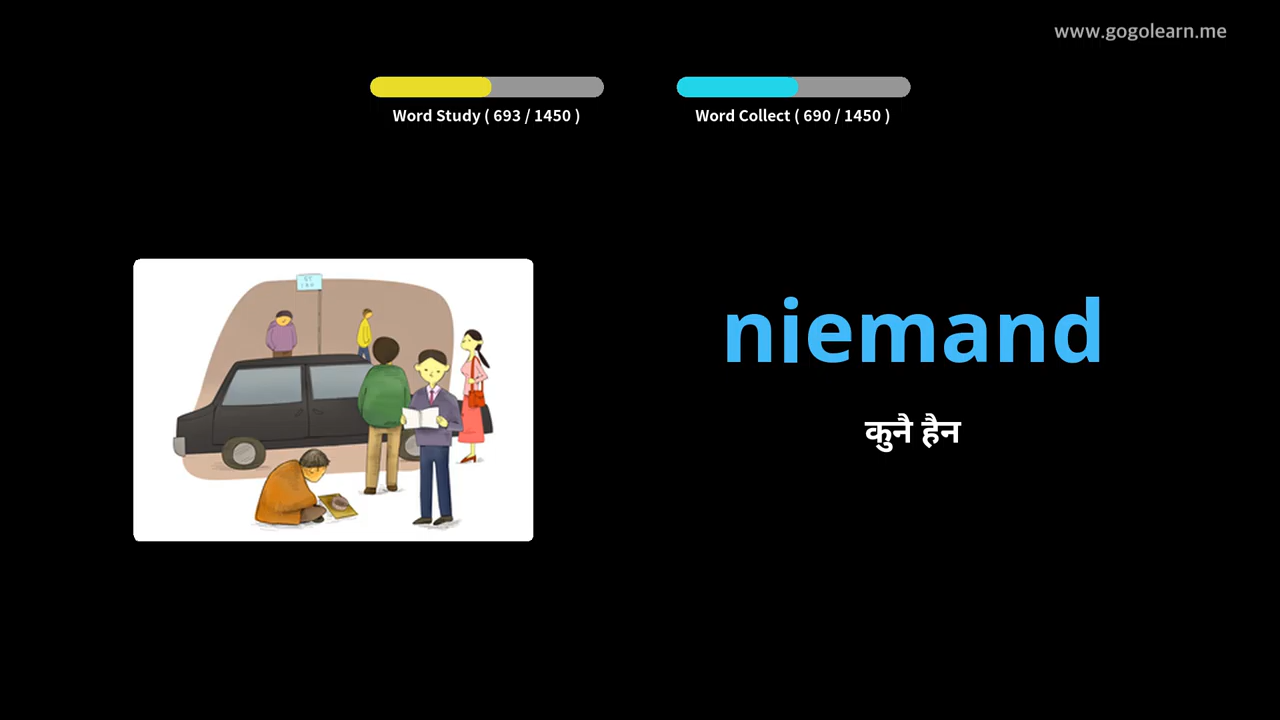 www.gogolearn.me
Word Study ( 693 / 1450 )
Word Collect ( 690 / 1450 )
niemand
कुनै हैन